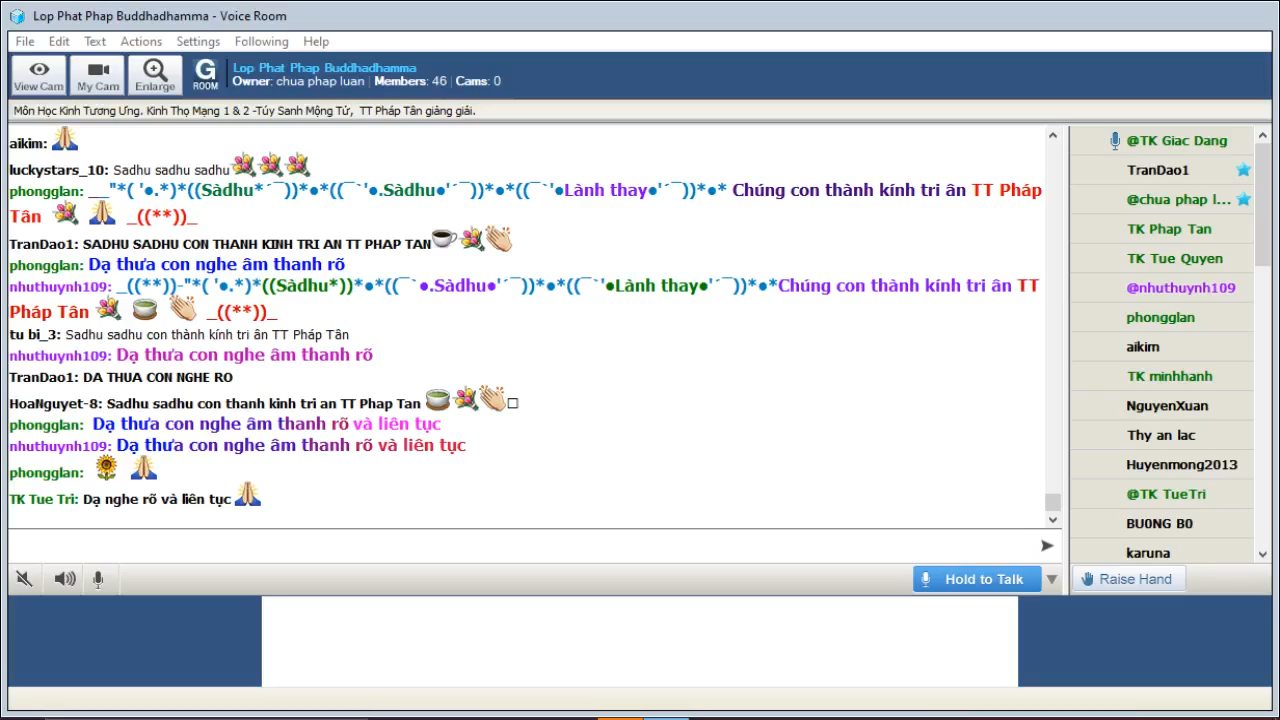 Lop Phat Phap Buddhadhamma - Voice Room
File Edit Text Actions Settings Following Help
View Cam My Cam Enlarge G ROOM
Lop Phat Phap Buddhadhamma
Owner: chua phap luan | Members: 46 | Cams: 0
Môn Học Kinh Tương Ưng. Kinh Thọ Mạng 1 & 2 -Túy Sanh Mộng Tử, TT Pháp Tân giảng giải.
aikim:
luckystars_10: Sadhu sadhu sadhu
phongglan: __"*( '●.*)*((Sàdhu*´¯))*●*((¯`'●.Sàdhu●'´¯))*●*((¯`'●Lành thay●'´¯))*●* Chúng con thành kính tri ân TT Pháp
Tân _((**))_
TranDao1: SADHU SADHU CON THANH KINH TRI AN TT PHAP TAN
phongglan: Dạ thưa con nghe âm thanh rõ
nhuthuynh109: _((**))-"*( '●.*)*((Sàdhu*))*●*((¯`●.Sàdhu●'´¯))*●*((¯`'●Lành thay●'´¯))*●*Chúng con thành kính tri ân TT
Pháp Tân _((**))_
tu bi_3: Sadhu sadhu con thành kính tri ân TT Pháp Tân
nhuthuynh109: Dạ thưa con nghe âm thanh rõ
TranDao1: DA THUA CON NGHE RO
HoaNguyet-8: Sadhu sadhu con thanh kinh tri an TT Phap Tan
phongglan: Dạ thưa con nghe âm thanh rõ và liên tục
nhuthuynh109: Dạ thưa con nghe âm thanh rõ và liên tục
phongglan:
TK Tue Tri: Dạ nghe rõ và liên tục
Hold to Talk
@TK Giac Dang
TranDao1
@chua phap l...
TK Phap Tan
TK Tue Quyen
@nhuthuynh109
phongglan
aikim
TK minhhanh
NguyenXuan
Thy an lac
Huyenmong2013
@TK TueTri
BU0NG B0
karuna
Raise Hand